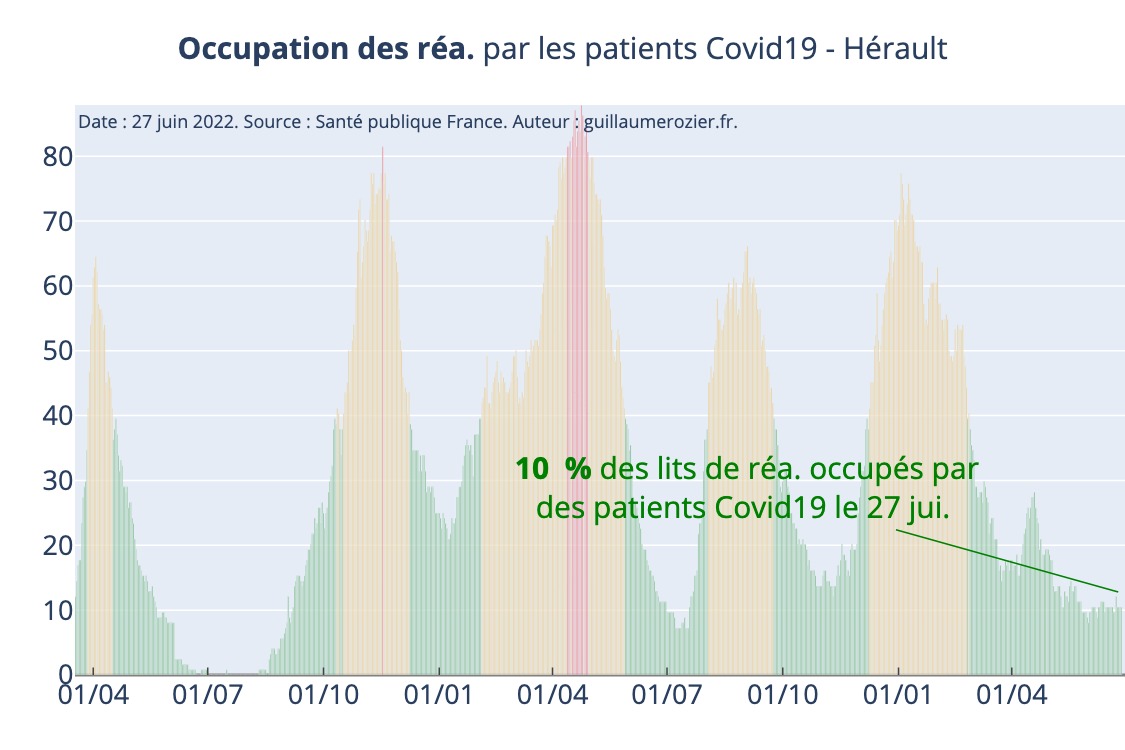 Occupation des réa. par les patients Covid19 - Hérault
Date : 27 juin 2022. Source : Santé publique France. Auteur : guillaumerozier.fr.
80
70
60
50
40
30
20
10
0
10 % des lits de réa. occupés par
des patients Covid19 le 27 jui.
01/04 01/07 01/10 01/01 01/04 01/07 01/10 01/01 01/04